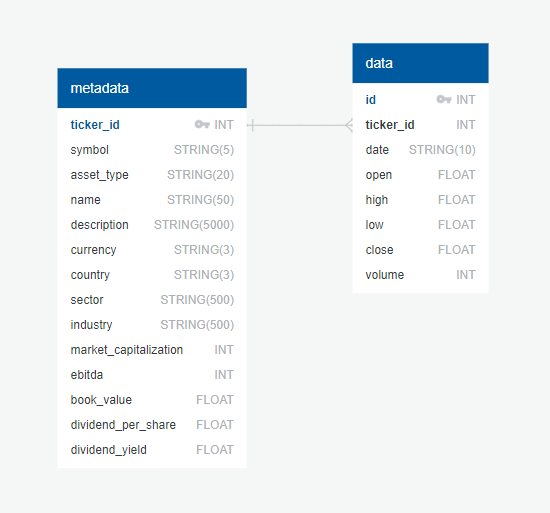 metadata
ticker_id INT
symbol STRING(5)
asset_type STRING(20)
name STRING(50)
description STRING(5000)
currency STRING(3)
country STRING(3)
sector STRING(500)
industry STRING(500)
market_capitalization INT
ebitda INT
book_value FLOAT
dividend_per_share FLOAT
dividend_yield FLOAT
data
id INT
ticker_id INT
date STRING(10)
open FLOAT
high FLOAT
low FLOAT
close FLOAT
volume INT